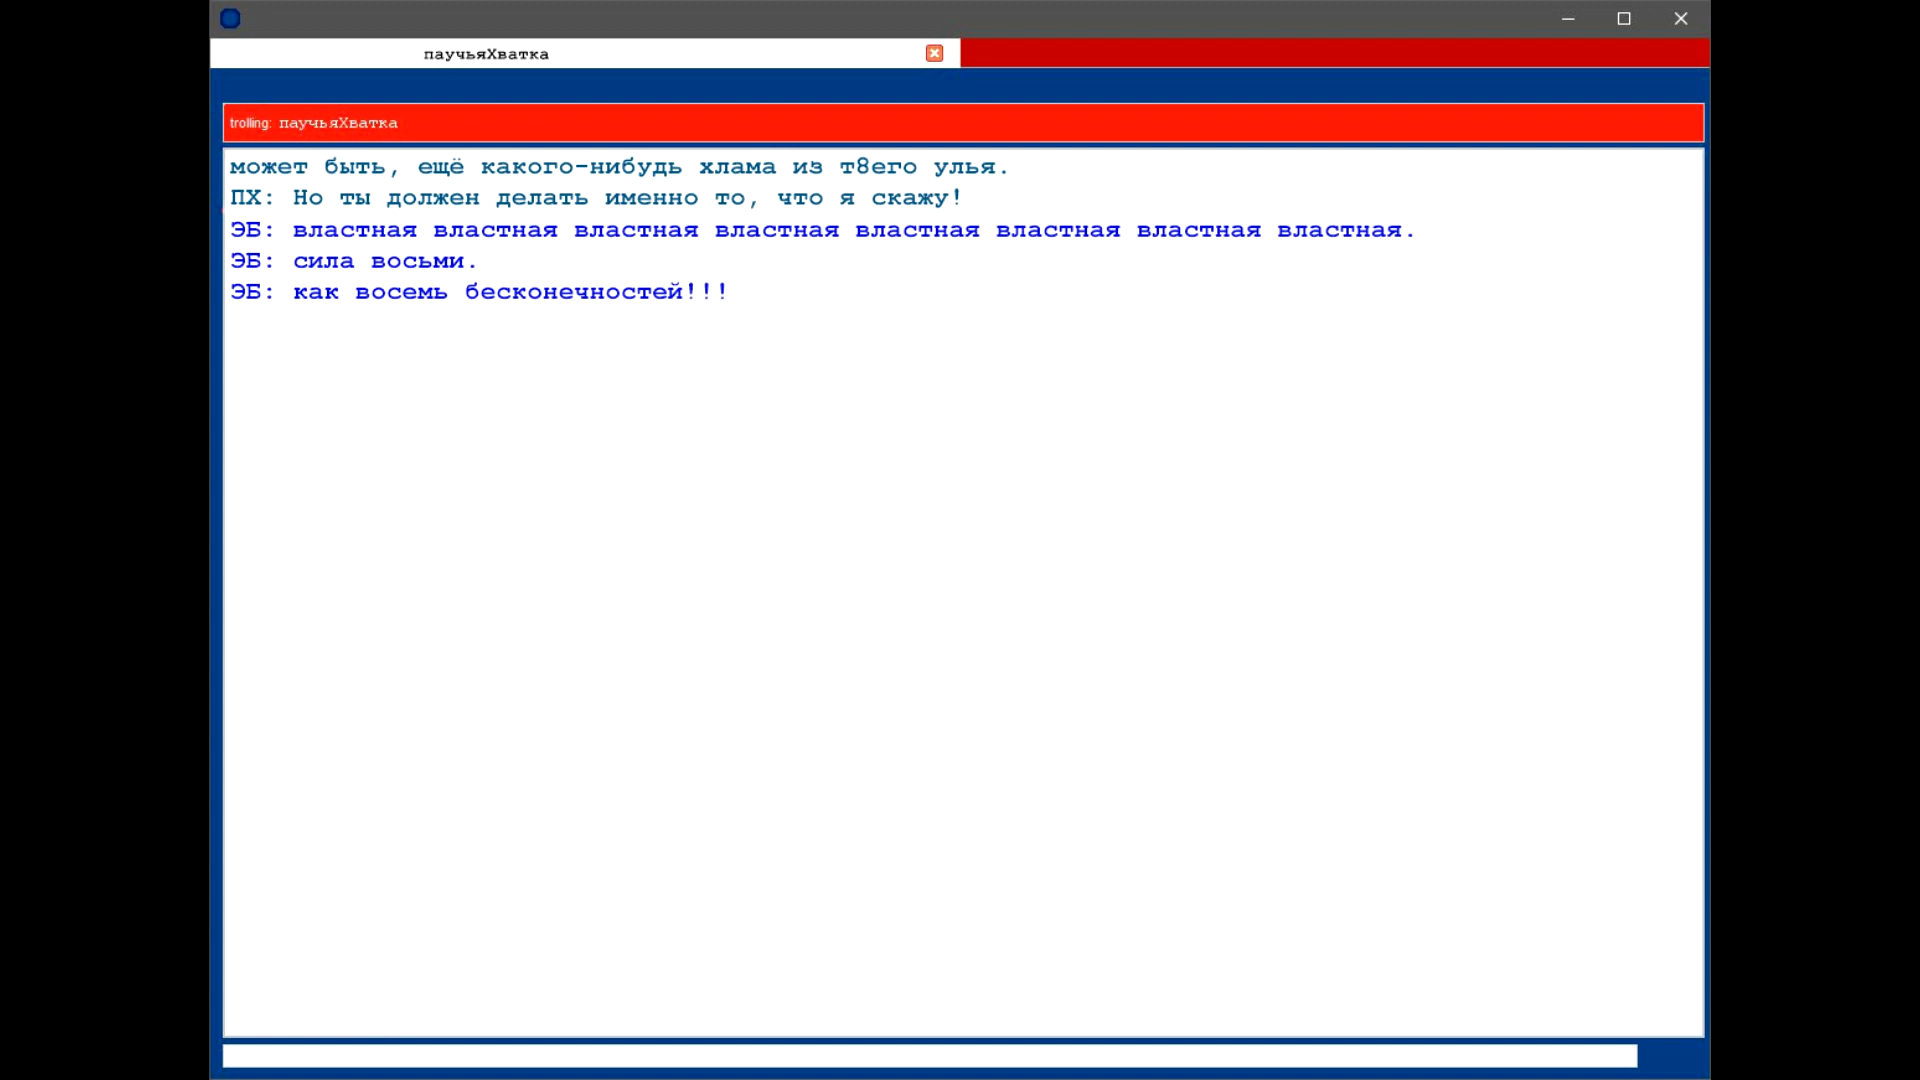 паучьяХватка
trolling: паучьяХватка
может быть, ещё какого-нибудь хлама из т8его улья.
ПХ: Но ты должен делать именно то, что я скажу!
ЭБ: властная властная властная властная властная властная властная властная.
ЭБ: сила восьми.
ЭБ: как восемь бесконечностей!!!